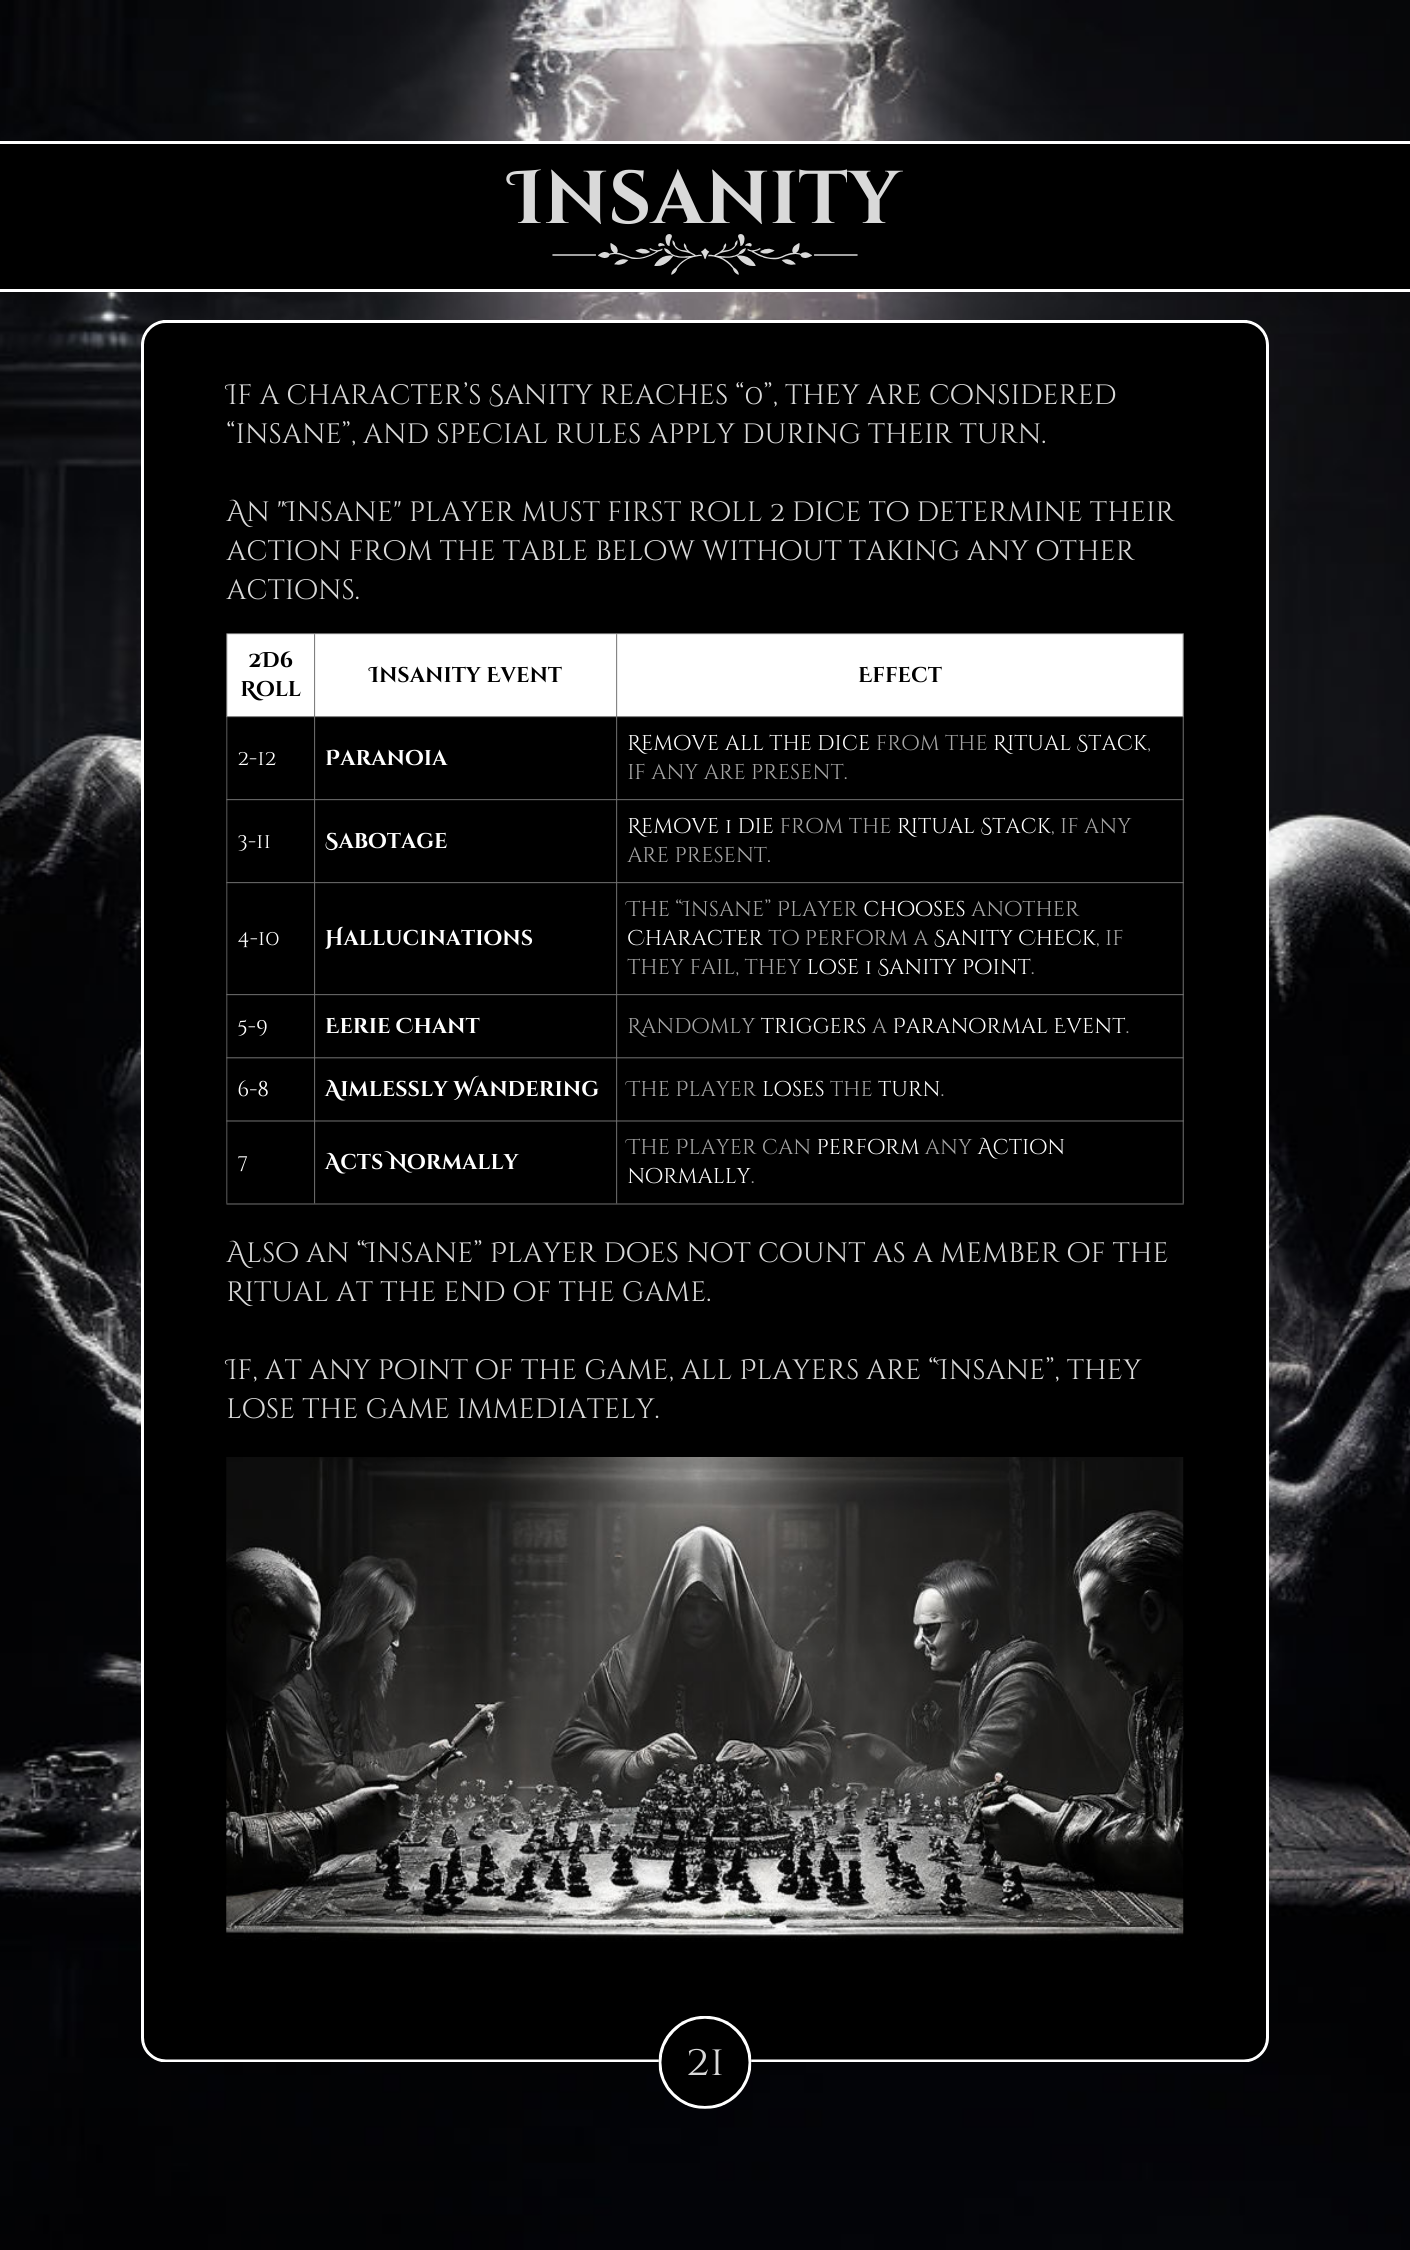 Insanity
If a character’s Sanity reaches “0”, they are considered
“insane”, and special rules apply during their turn.
An "Insane" player must first roll 2 dice to determine their
action from the table below without taking any other
actions.
2D6
Roll
Insanity Event
Effect
2-12
Paranoia
Remove all the dice from the Ritual Stack,
if any are present.
3-11
Sabotage
Remove 1 die from the Ritual Stack, if any
are present.
4-10
Hallucinations
The “Insane” Player chooses another
character to perform a Sanity Check, if
they fail, they lose 1 Sanity point.
5-9
Eerie Chant
Randomly triggers a Paranormal Event.
6-8
Aimlessly Wandering
The player loses the turn.
7
Acts Normally
The Player can perform any Action
normally.
Also an “Insane” Player does not count as a member of the
Ritual at the end of the game.
If, at any point of the game, all Players are “Insane”, they
lose the game immediately.
21